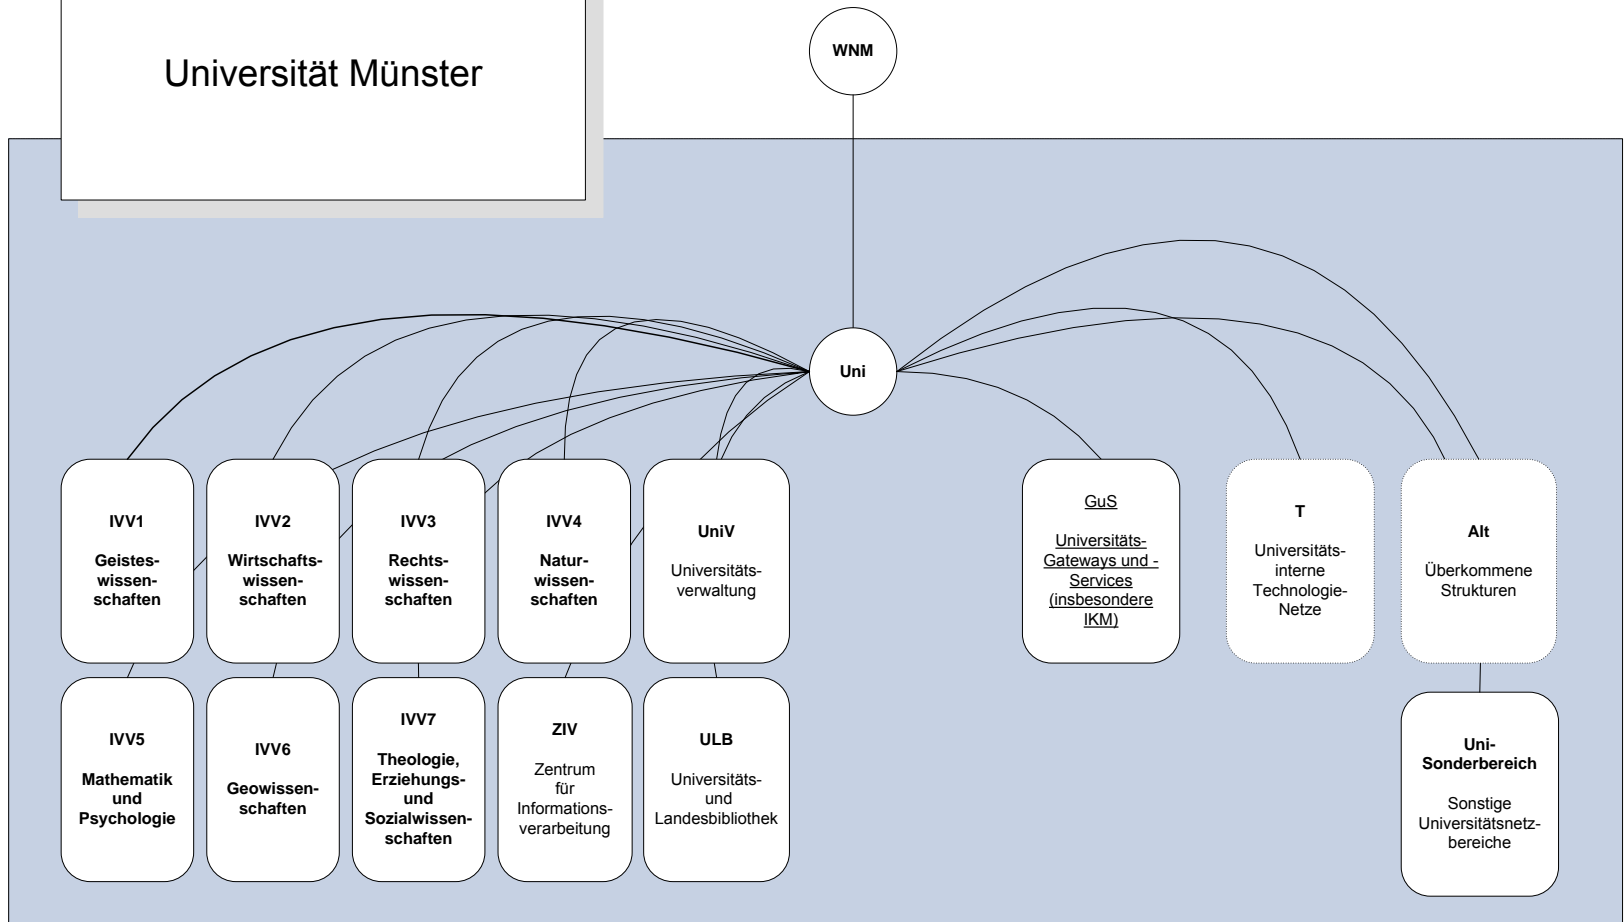 Universität Münster
WNM
Uni
IVV1
Geistes-
wissen-
schaften
IVV2
Wirtschafts-
wissen-
schaften
IVV3
Rechts-
wissen-
schaften
IVV4
Natur-
wissen-
schaften
UniV
Universitäts-
verwaltung
GuS
Universitäts-
Gateways und -
Services
(insbesondere
IKM)
T
Universitäts-
interne
Technologie-
Netze
Alt
Überkommene
Strukturen
IVV5
Mathematik
und
Psychologie
IVV6
Geowissen-
schaften
IVV7
Theologie,
Erziehungs-
und
Sozialwissen-
schaften
ZIV
Zentrum
für
Informations-
verarbeitung
ULB
Universitäts-
und
Landesbibliothek
Uni-
Sonderbereich
Sonstige
Universitätsnetz-
bereiche